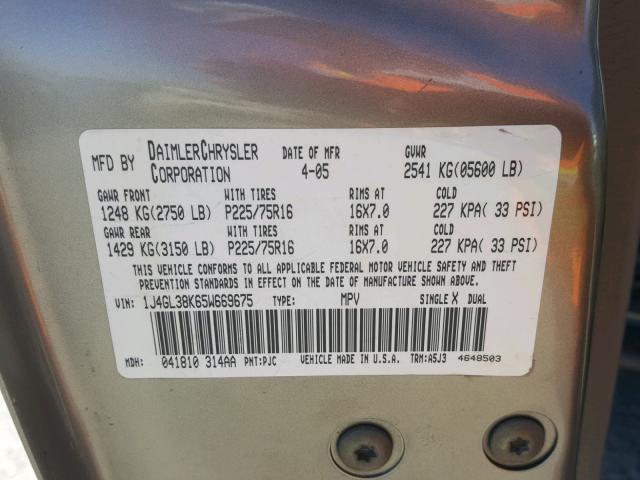 MFD BY DAIMLERCHRYSLER CORPORATION DATE OF MFR 4-05 GVWR 2541 KG(05600 LB)
GAWR FRONT WITH TIRES RIMS AT COLD
1248 KG(2750 LB) P225/75R16 16X7.0 227 KPA( 33 PSI)
GAWR REAR WITH TIRES RIMS AT COLD
1429 KG(3150 LB) P225/75R16 16X7.0 227 KPA( 33 PSI)
THIS VEHICLE CONFORMS TO ALL APPLICABLE FEDERAL MOTOR VEHICLE SAFETY AND THEFT
PREVENTION STANDARDS IN EFFECT ON THE DATE OF MANUFACTURE SHOWN ABOVE.
VIN: 1J4GL38K65W669675 TYPE: MPV SINGLE X DUAL
MDH: 041810 314AA PNT:PJC VEHICLE MADE IN U.S.A. TRM:A5J3 4648503